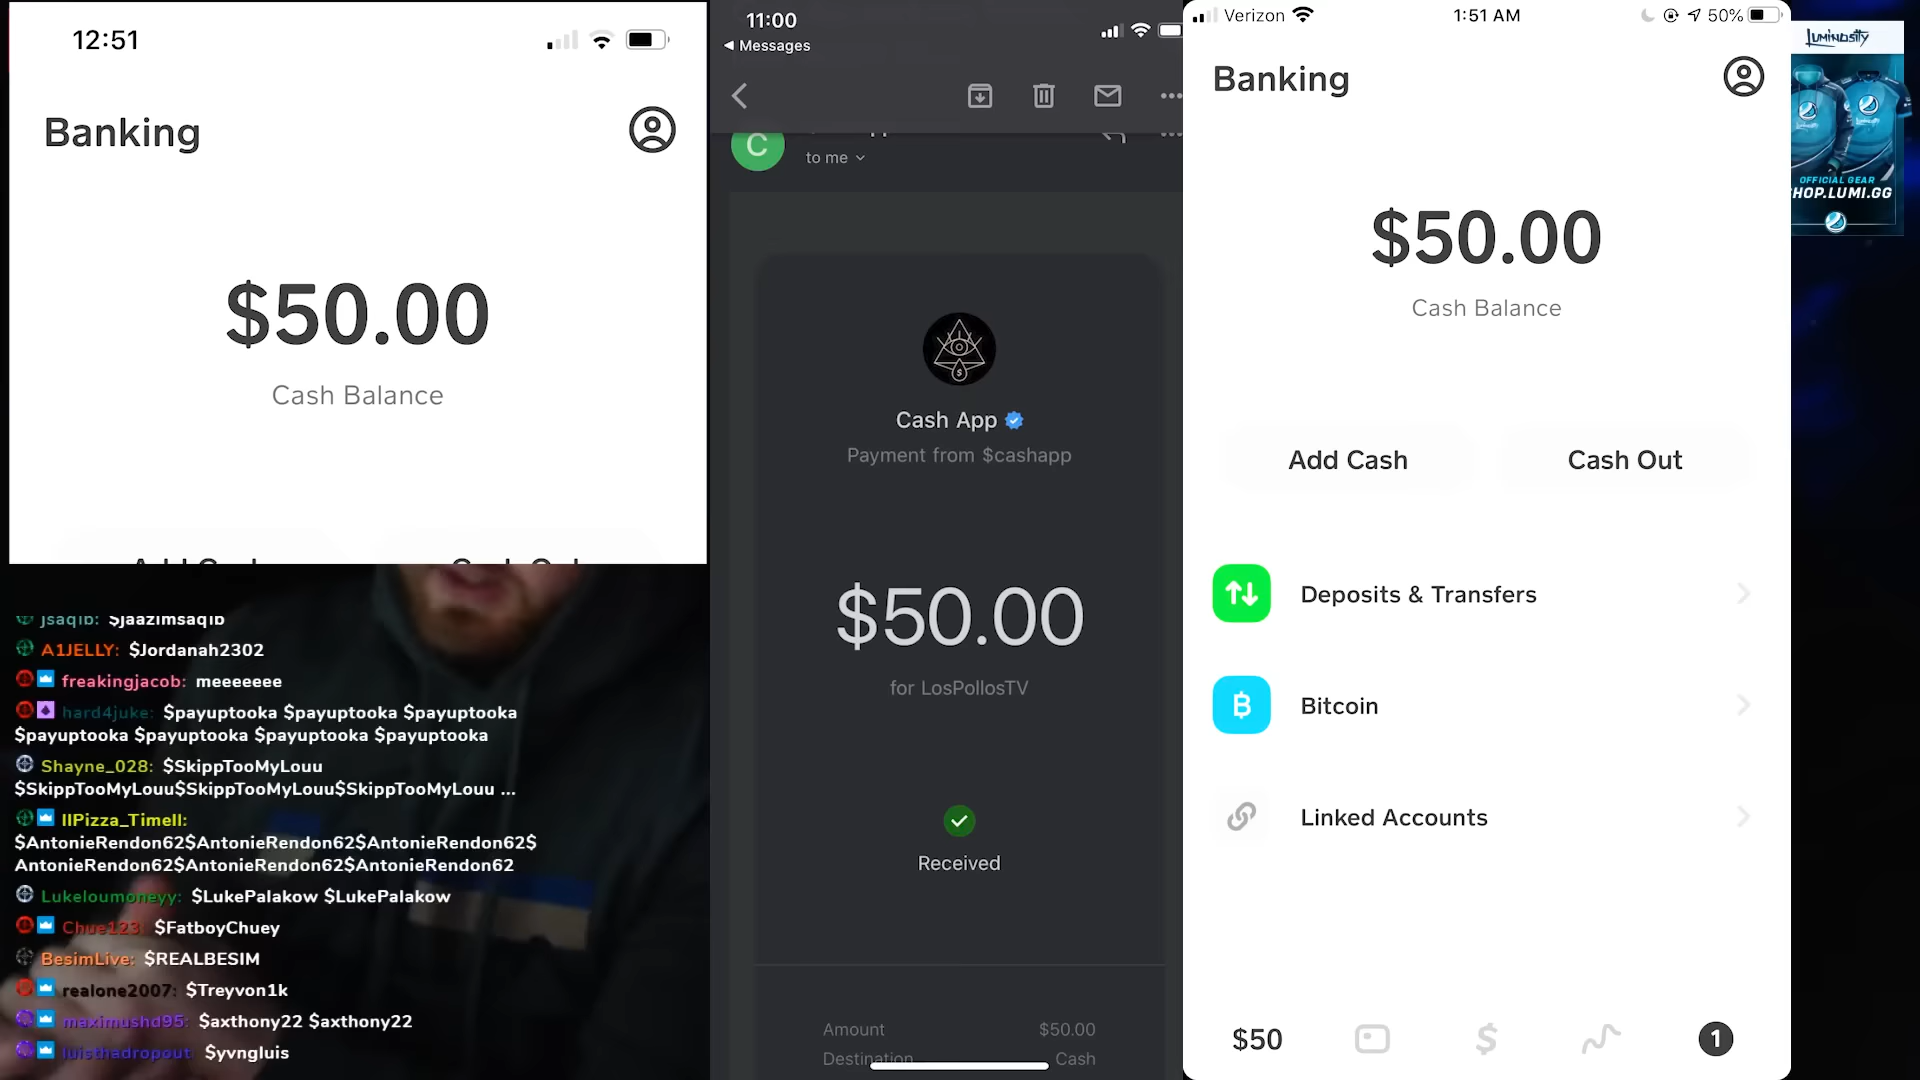 12:51
Banking
$50.00
Cash Balance
jsaqib: $jaazimsaqib
A1JELLY: $Jordanah2302
freakingjacob: meeeeeee
hard4juke: $payuptooka $payuptooka $payuptooka
$payuptooka $payuptooka $payuptooka $payuptooka
Shayne_028: $SkippTooMyLouu
$SkippTooMyLouu$SkippTooMyLouu$SkippTooMyLouu ...
IIPizza_TimeII:
$AntonieRendon62$AntonieRendon62$AntonieRendon62$
AntonieRendon62$AntonieRendon62$AntonieRendon62
Lukeloumoneyy: $LukePalakow $LukePalakow
Chue123: $FatboyChuey
BesimLive: $REALBESIM
realone2007: $Treyvon1k
maximushd95: $axthony22 $axthony22
luisthadropout: $yvngluis
11:00
Messages
C
to me
Cash App
Payment from $cashapp
$50.00
for LosPollosTV
Received
Amount $50.00
Destination Cash
Verizon 1:51 AM 50%
Banking
$50.00
Cash Balance
Add Cash Cash Out
Deposits & Transfers
Bitcoin
Linked Accounts
$50 $ 1
Luminosity
OFFICIAL GEAR
HOP.LUMI.GG